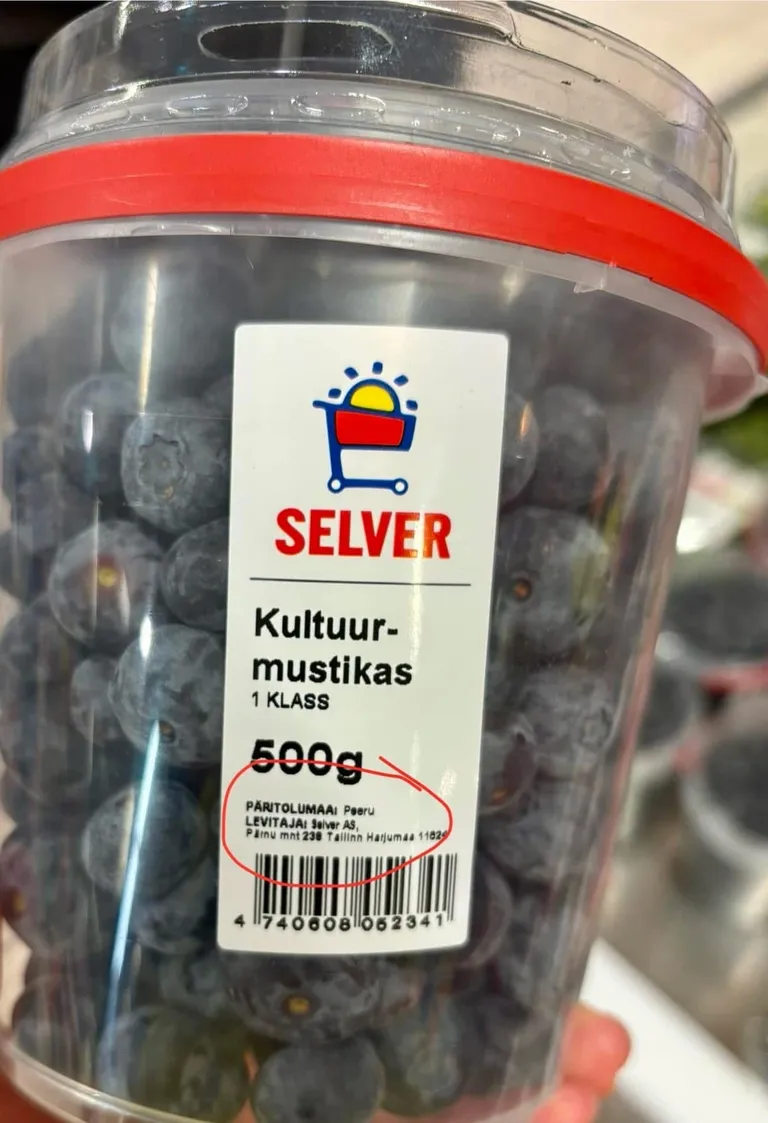 SELVER
Kultuur-
mustikas
1 KLASS
500g
PÄRITOLUMAA: Peeru
LEVITAJA: Selver AS,
Pärnu mnt 238 Tallinn Harjumaa 11624
4 740608 052341